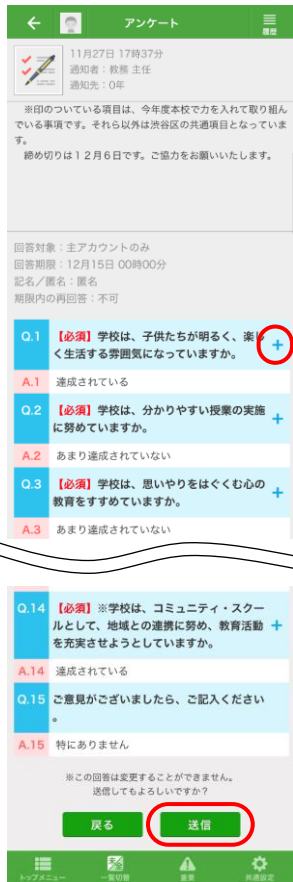 アンケート
履歴
11月27日 17時37分
通知者：教務 主任
通知先：0年
※印のついている項目は、今年度本校で力を入れて取り組ん
でいる事項です。それら以外は渋谷区の共通項目となっていま
す。
締め切りは１２月６日です。ご協力をお願いいたします。
回答対象：主アカウントのみ
回答期限：12月15日 00時00分
記名／匿名：匿名
期限内の再回答：不可
Q.1 【必須】学校は、子供たちが明るく、楽し
く生活する雰囲気になっていますか。 +
A.1 達成されている
Q.2 【必須】学校は、分かりやすい授業の実施
に努めていますか。 +
A.2 あまり達成されていない
Q.3 【必須】学校は、思いやりをはぐくむ心の
教育をすすめていますか。 +
A.3 あまり達成されていない
Q.14 【必須】※学校は、コミュニティ・スクー
ルとして、地域との連携に努め、教育活動 +
を充実させようとしていますか。
A.14 達成されている
Q.15 ご意見がございましたら、ご記入ください
。
A.15 特にありません
※この回答は変更することができません。
送信してもよろしいですか？
戻る 送信
トップメニュー 一覧切替 重要 共通設定